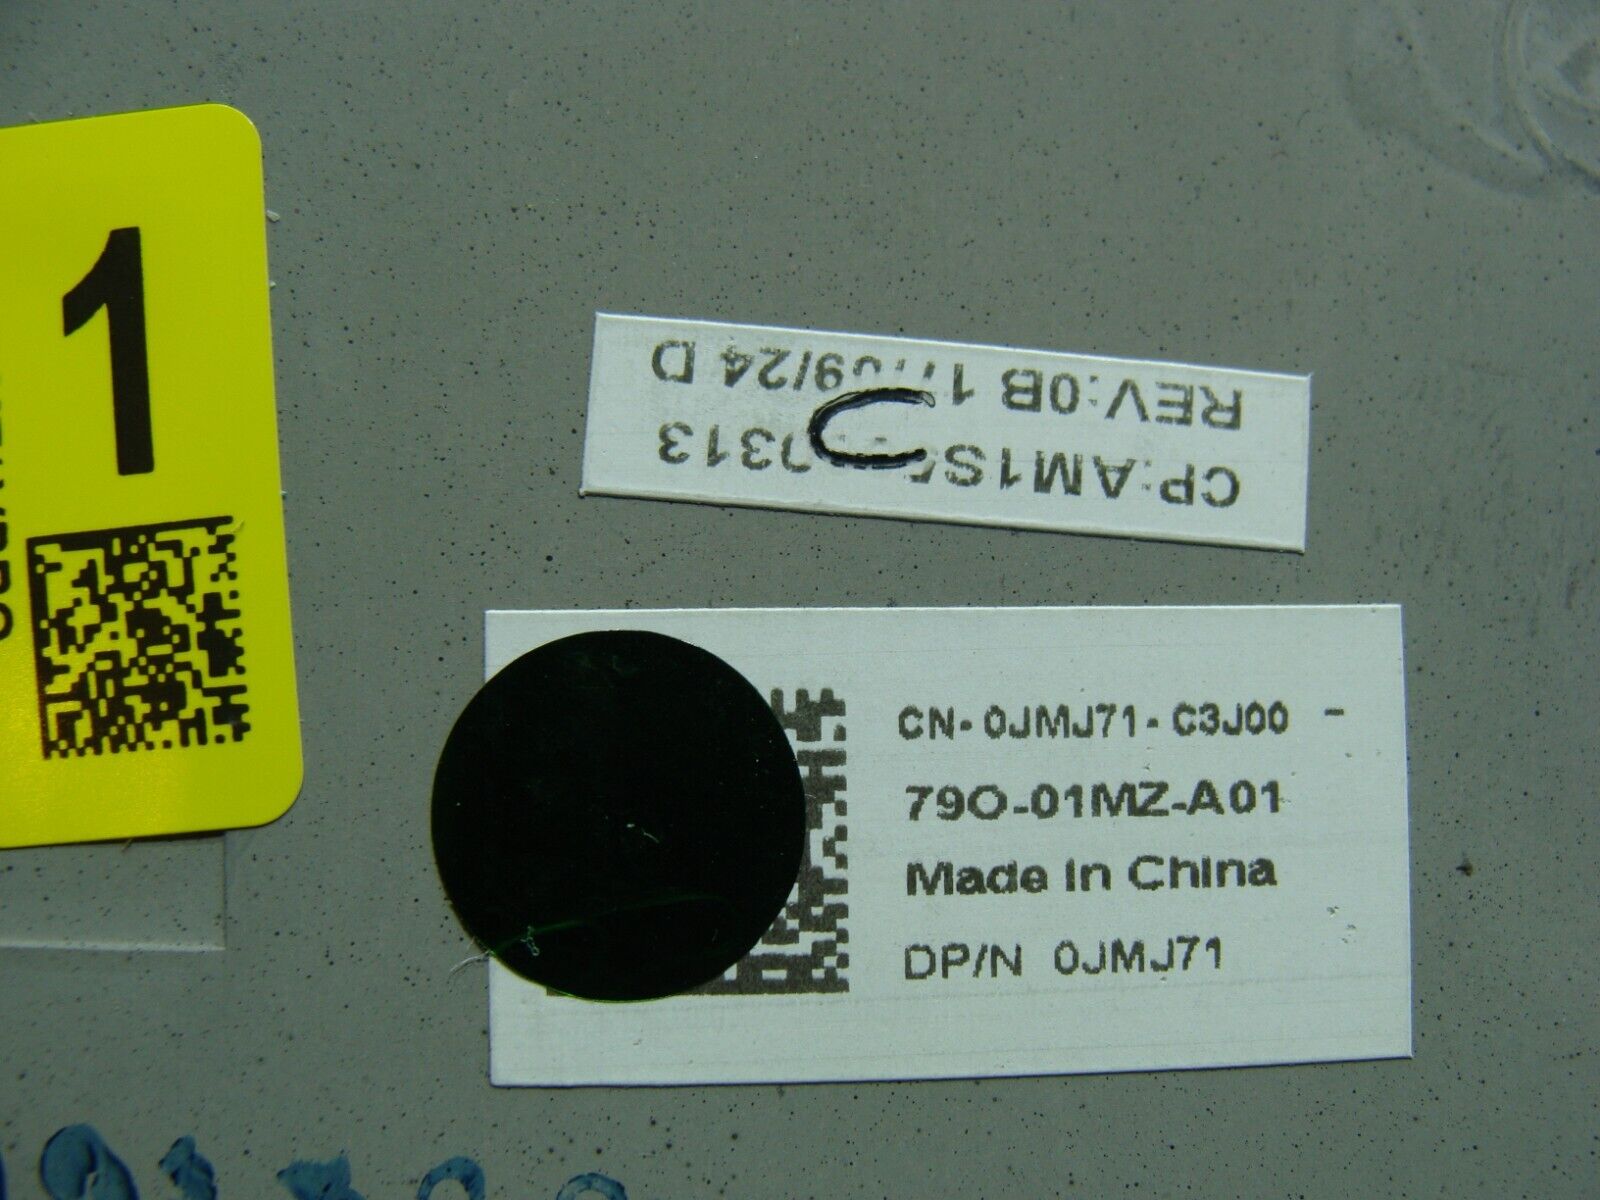 1
CP:AM1S
0313
REV:0B 17/09/24 D
CN-0JMJ71-C3J00 -
79O-01MZ-A01
Made in China
DP/N 0JMJ71